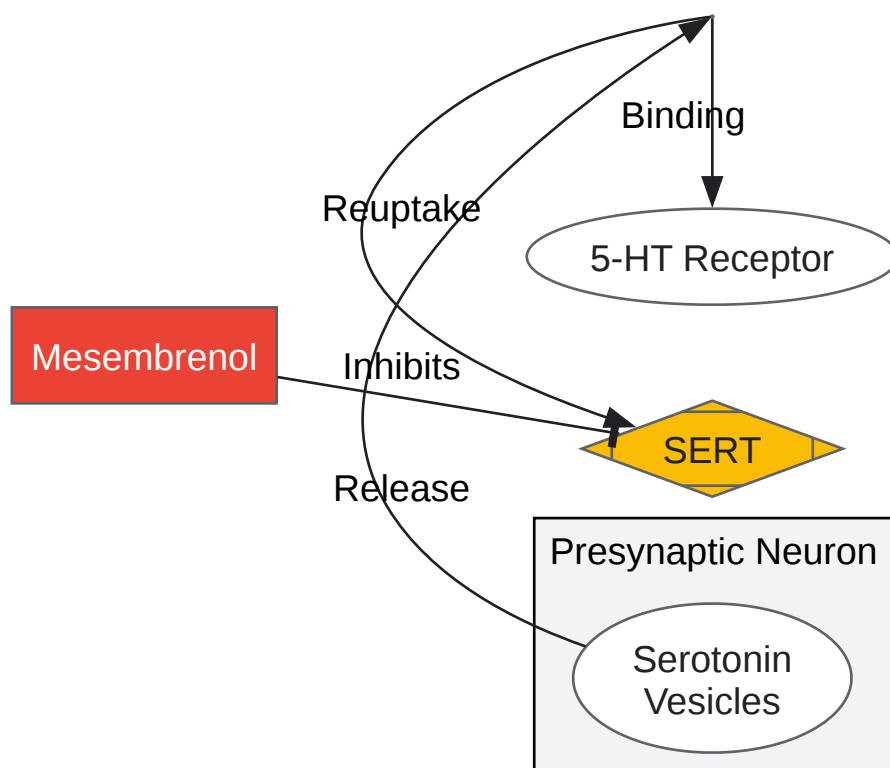 Binding
Reuptake
5-HT Receptor
Mesembrenol
Inhibits
SERT
Release
Presynaptic Neuron
Serotonin
Vesicles